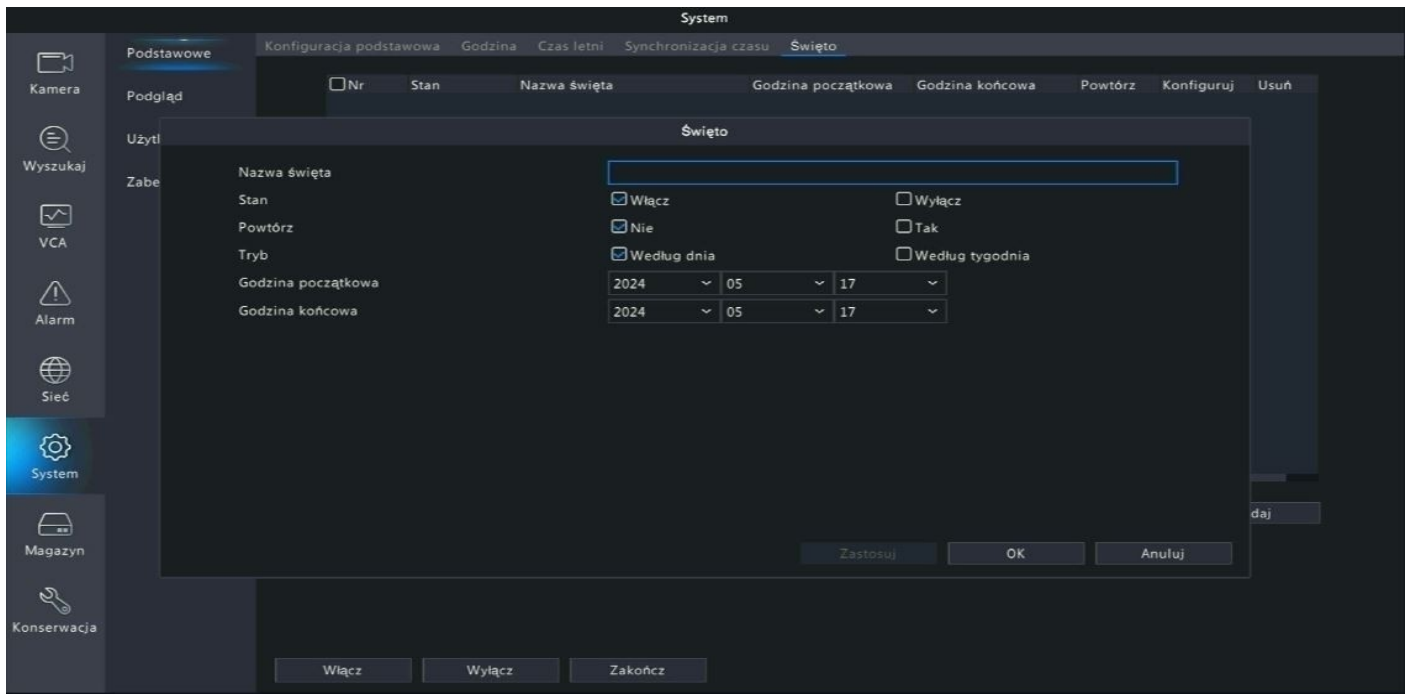 System
Kamera
Wyszukaj
VCA
Alarm
Sieć
System
Magazyn
Konserwacja
Podstawowe
Podgląd
Użytl
Zabe
Konfiguracja podstawowa Godzina Czas letni Synchronizacja czasu Święto
Nr Stan Nazwa święta Godzina początkowa Godzina końcowa Powtórz Konfiguruj Usuń
Święto
Nazwa święta
Stan Włącz Wyłącz
Powtórz Nie Tak
Tryb Według dnia Według tygodnia
Godzina początkowa 2024 05 17
Godzina końcowa 2024 05 17
daj
Zastosuj OK Anuluj
Włącz Wyłącz Zakończ